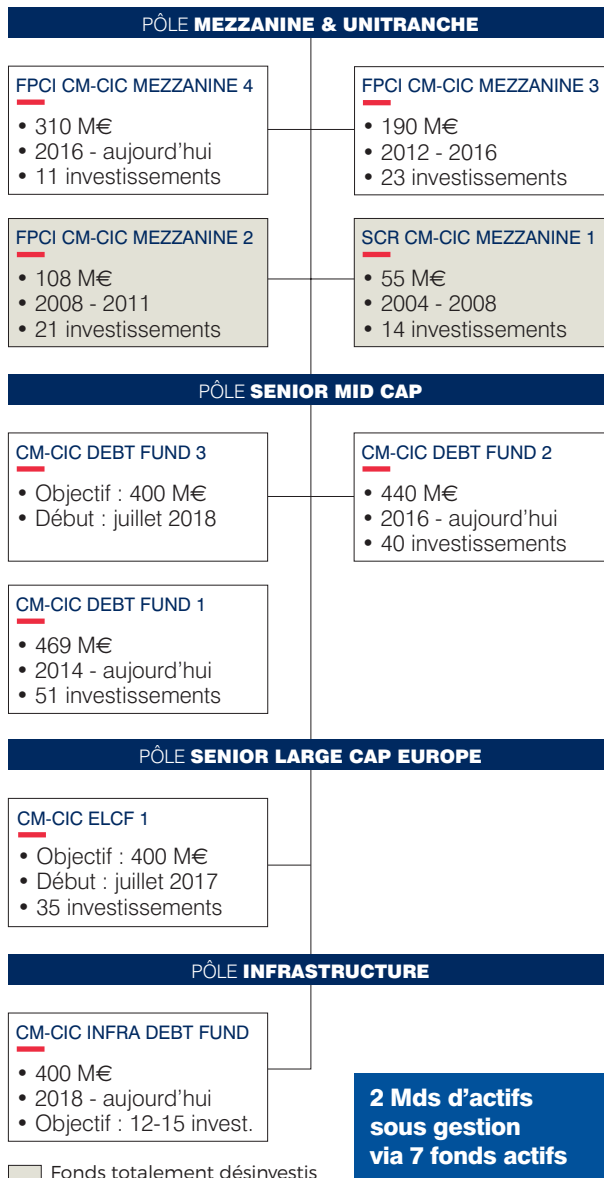 PÔLE MEZZANINE & UNITRANCHE
FPCI CM-CIC MEZZANINE 4
• 310 M€
• 2016 - aujourd’hui
• 11 investissements
FPCI CM-CIC MEZZANINE 3
• 190 M€
• 2012 - 2016
• 23 investissements
FPCI CM-CIC MEZZANINE 2
• 108 M€
• 2008 - 2011
• 21 investissements
SCR CM-CIC MEZZANINE 1
• 55 M€
• 2004 - 2008
• 14 investissements
PÔLE SENIOR MID CAP
CM-CIC DEBT FUND 3
• Objectif : 400 M€
• Début : juillet 2018
CM-CIC DEBT FUND 2
• 440 M€
• 2016 - aujourd’hui
• 40 investissements
CM-CIC DEBT FUND 1
• 469 M€
• 2014 - aujourd’hui
• 51 investissements
PÔLE SENIOR LARGE CAP EUROPE
CM-CIC ELCF 1
• Objectif : 400 M€
• Début : juillet 2017
• 35 investissements
PÔLE INFRASTRUCTURE
CM-CIC INFRA DEBT FUND
• 400 M€
• 2018 - aujourd’hui
• Objectif : 12-15 invest.
2 Mds d’actifs
sous gestion
via 7 fonds actifs
Fonds totalement désinvestis